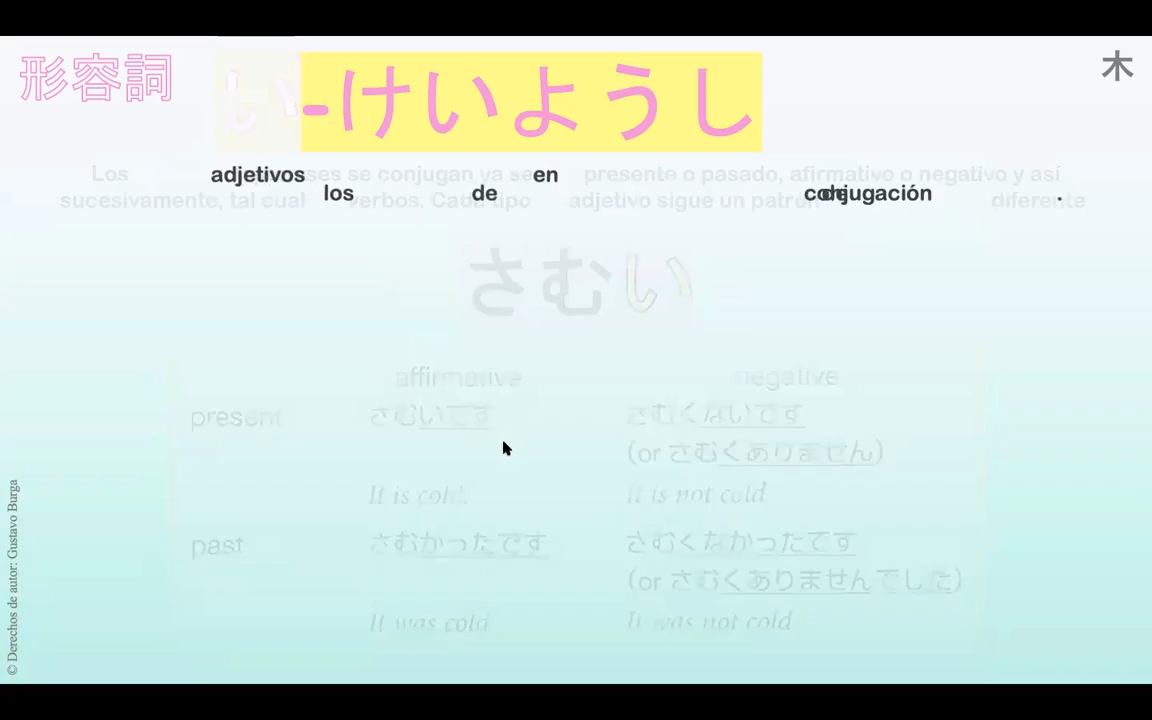 形容詞
い-けいようし
木
Los adjetivos se conjugan ya se en presente o pasado, afirmativo o negativo y así
sucesivamente, tal cual los verbos. Cada tipo de adjetivo sigue un patrón de conjugación diferente.
さむい
affirmative negative
present さむいです さむくないです
(or さむくありません)
It is cold. It is not cold
past さむかったです さむくなかったです
(or さむくありませんでした)
It was cold It was not cold
© Derechos de autor: Gustavo Burga